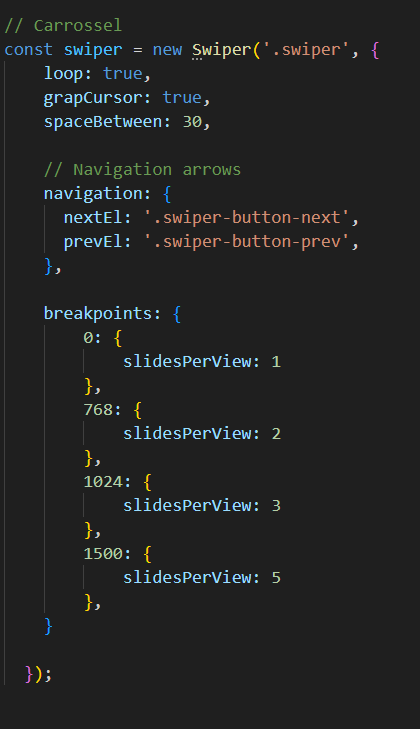 // Carrossel
const swiper = new Swiper('.swiper', {
    loop: true,
    grapCursor: true,
    spaceBetween: 30,

    // Navigation arrows
    navigation: {
      nextEl: '.swiper-button-next',
      prevEl: '.swiper-button-prev',
    },

    breakpoints: {
        0: {
            slidesPerView: 1
        },
        768: {
            slidesPerView: 2
        },
        1024: {
            slidesPerView: 3
        },
        1500: {
            slidesPerView: 5
        },
    }

  });